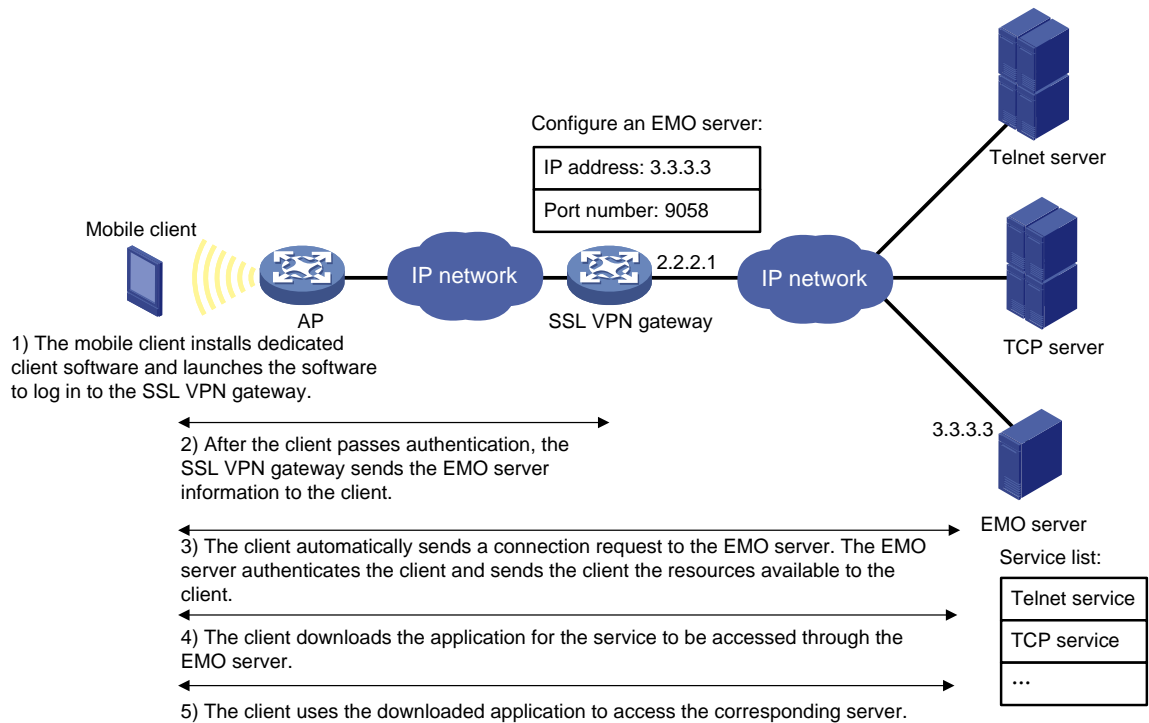 Telnet server
Configure an EMO server:
IP address: 3.3.3.3
Port number: 9058
Mobile client
IP network
2.2.2.1
IP network
AP
SSL VPN gateway
TCP server
1) The mobile client installs dedicated
client software and launches the software
to log in to the SSL VPN gateway.
3.3.3.3
2) After the client passes authentication, the
SSL VPN gateway sends the EMO server
information to the client.
EMO server
3) The client automatically sends a connection request to the EMO server. The EMO
server authenticates the client and sends the client the resources available to the
client.
Service list:
Telnet service
TCP service
…
4) The client downloads the application for the service to be accessed through the
EMO server.
5) The client uses the downloaded application to access the corresponding server.